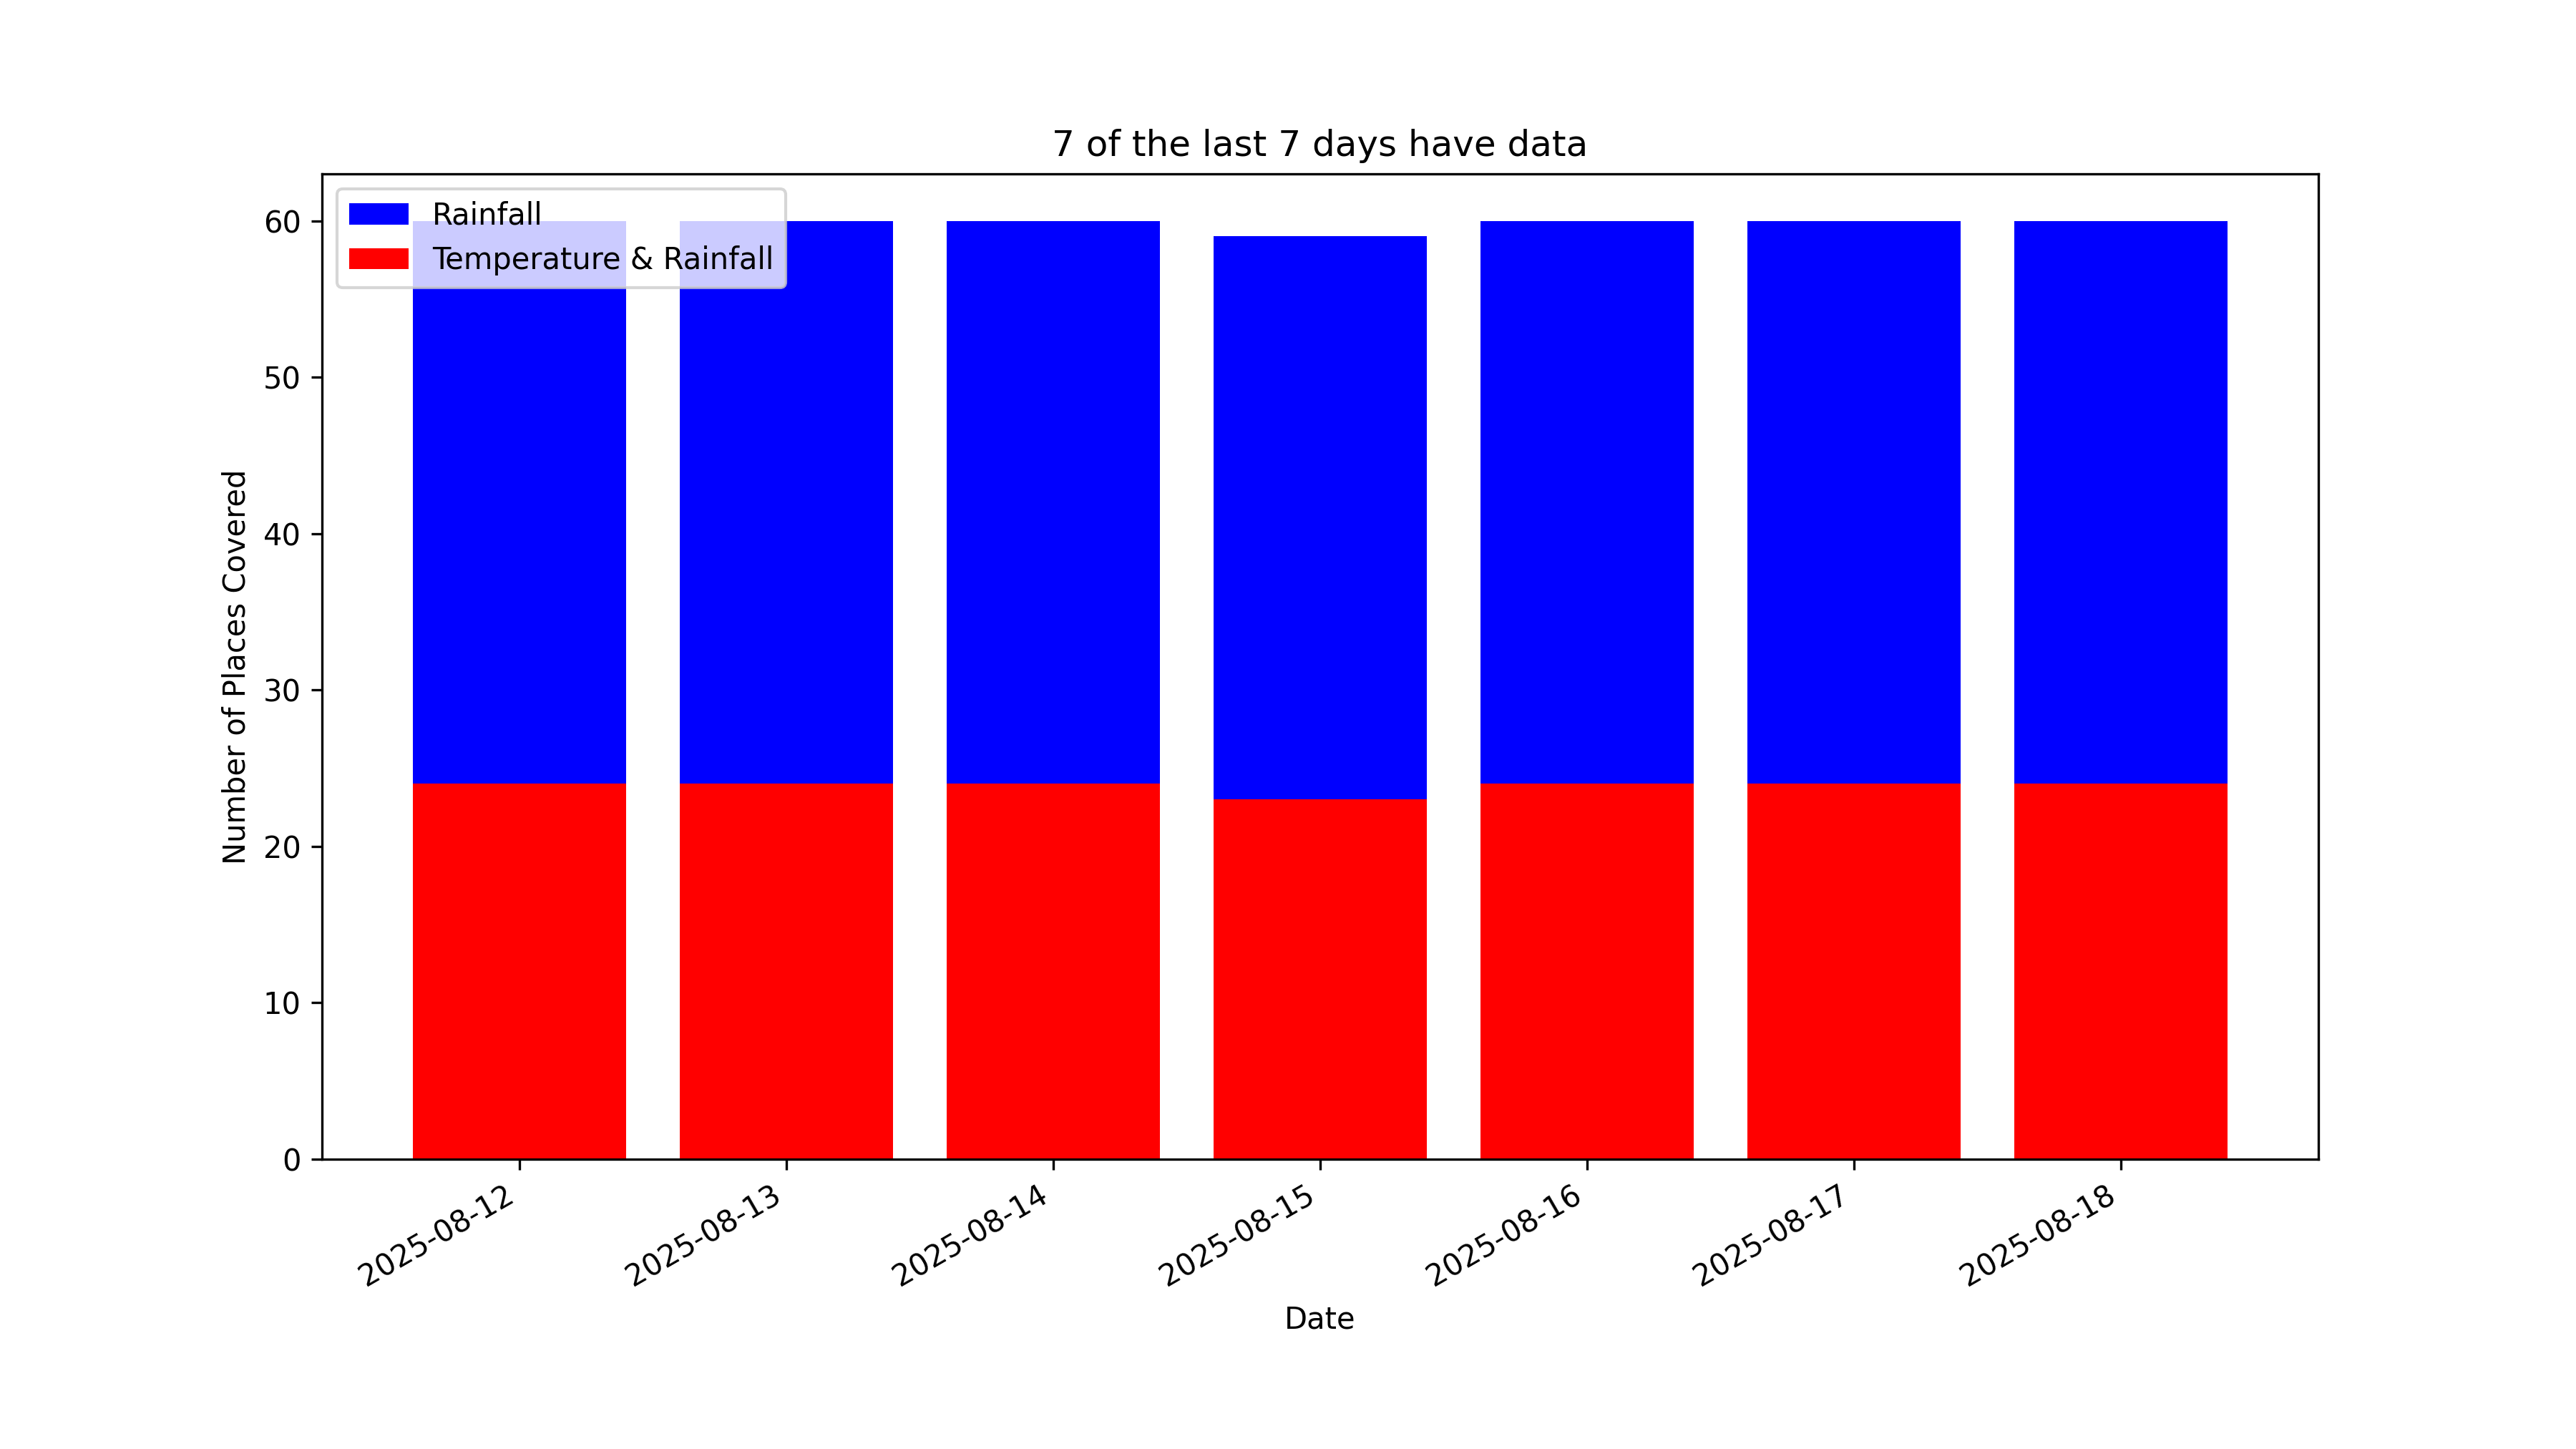 7 of the last 7 days have data
Rainfall
Temperature & Rainfall
Number of Places Covered
60
50
40
30
20
10
0
2025-08-12
2025-08-13
2025-08-14
2025-08-15
2025-08-16
2025-08-17
2025-08-18
Date